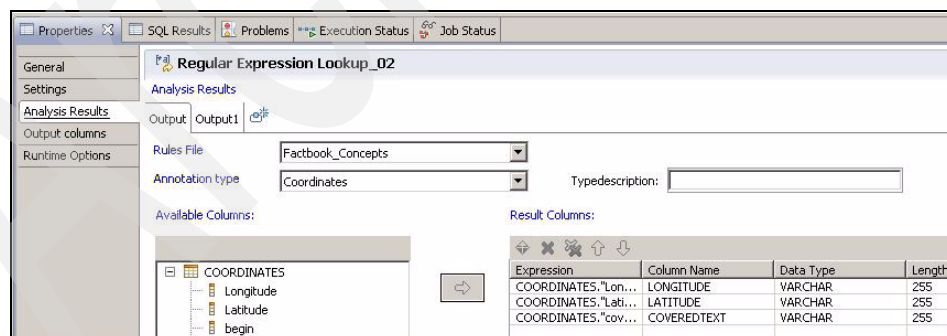 Properties SQL Results Problems Execution Status Job Status
General
Settings
Analysis Results
Output columns
Runtime Options
Regular Expression Lookup_02
Analysis Results
Output Output1
Rules File Factbook_Concepts
Annotation type Coordinates Typedescription:
Available Columns: Result Columns:
COORDINATES
Longitude
Latitude
begin
Expression Column Name Data Type Length
COORDINATES."Lon... LONGITUDE VARCHAR 255
COORDINATES."Lati... LATITUDE VARCHAR 255
COORDINATES."cov... COVEREDTEXT VARCHAR 255